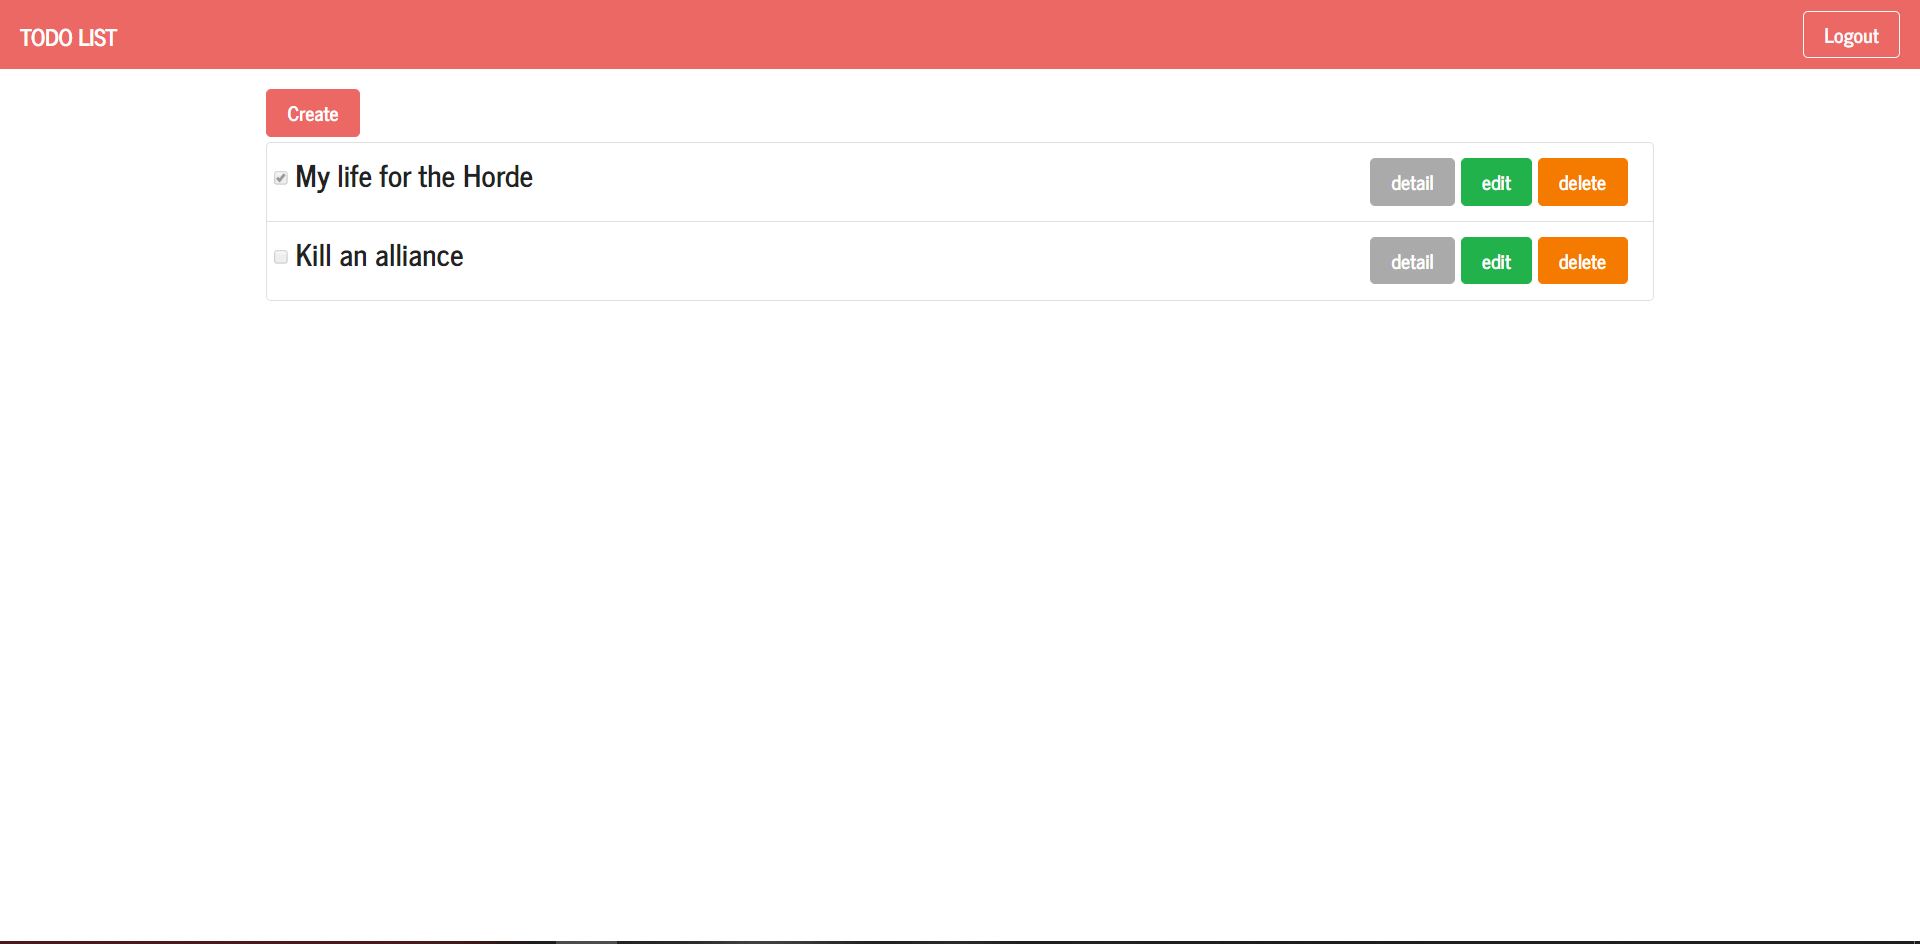 TODO LIST
Logout
Create
My life for the Horde
detail
edit
delete
Kill an alliance
detail
edit
delete